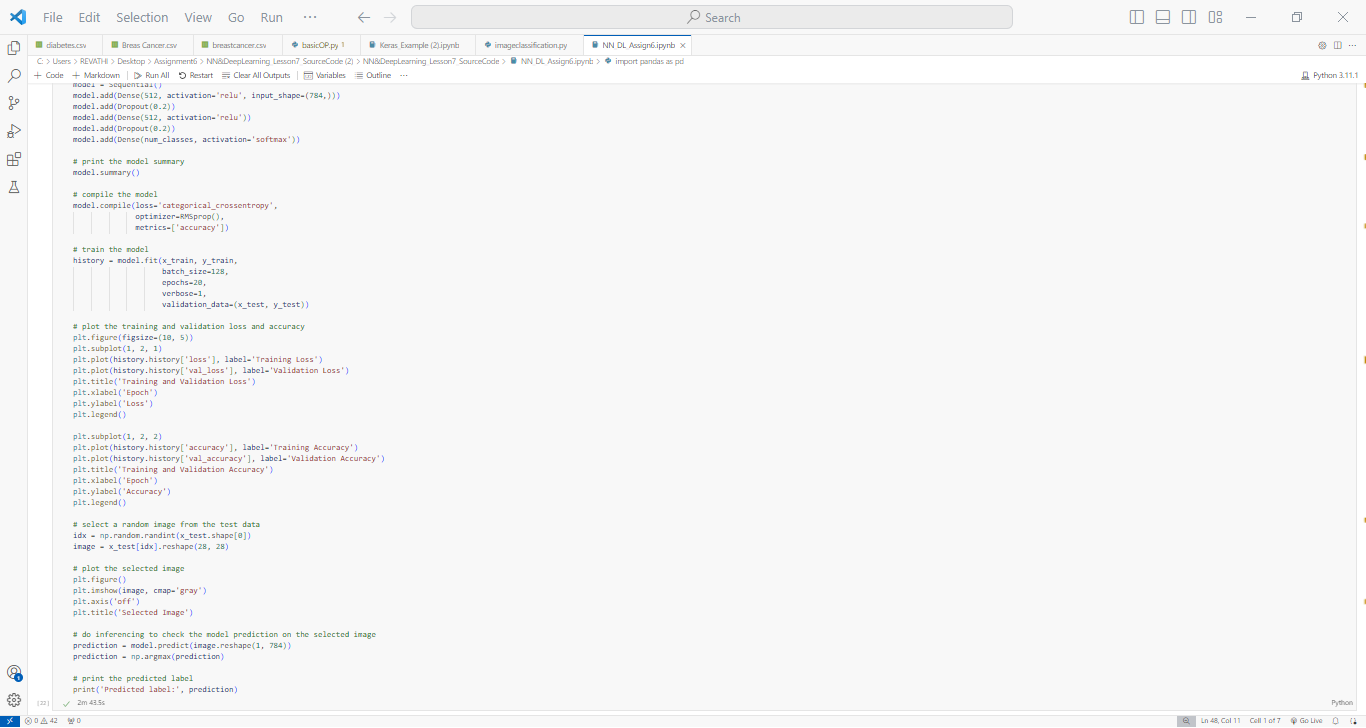 File Edit Selection View Go Run ··· Search
diabetes.csv Breas Cancer.csv breastcancer.csv basicOP.py 1 Keras_Example (2).ipynb imageclassification.py NN_DL_Assign6.ipynb
C: > Users > REVATHI > Desktop > Assignment6 > NN&DeepLearning_Lesson7_SourceCode (2) > NN&DeepLearning_Lesson7_SourceCode > NN_DL_Assign6.ipynb > import pandas as pd
+ Code + Markdown | Run All Restart Clear All Outputs | Variables Outline ··· Python 3.11.1
model = Sequential()
model.add(Dense(512, activation='relu', input_shape=(784,)))
model.add(Dropout(0.2))
model.add(Dense(512, activation='relu'))
model.add(Dropout(0.2))
model.add(Dense(num_classes, activation='softmax'))
# print the model summary
model.summary()
# compile the model
model.compile(loss='categorical_crossentropy',
optimizer=RMSprop(),
metrics=['accuracy'])
# train the model
history = model.fit(x_train, y_train,
batch_size=128,
epochs=20,
verbose=1,
validation_data=(x_test, y_test))
# plot the training and validation loss and accuracy
plt.figure(figsize=(10, 5))
plt.subplot(1, 2, 1)
plt.plot(history.history['loss'], label='Training Loss')
plt.plot(history.history['val_loss'], label='Validation Loss')
plt.title('Training and Validation Loss')
plt.xlabel('Epoch')
plt.ylabel('Loss')
plt.legend()
plt.subplot(1, 2, 2)
plt.plot(history.history['accuracy'], label='Training Accuracy')
plt.plot(history.history['val_accuracy'], label='Validation Accuracy')
plt.title('Training and Validation Accuracy')
plt.xlabel('Epoch')
plt.ylabel('Accuracy')
plt.legend()
# select a random image from the test data
idx = np.random.randint(x_test.shape[0])
image = x_test[idx].reshape(28, 28)
# plot the selected image
plt.figure()
plt.imshow(image, cmap='gray')
plt.axis('off')
plt.title('Selected Image')
# do inferencing to check the model prediction on the selected image
prediction = model.predict(image.reshape(1, 784))
prediction = np.argmax(prediction)
# print the predicted label
print('Predicted label:', prediction)
2m 43.5s Python
0 42 0 Ln 48, Col 11 Cell 1 of 7 Go Live